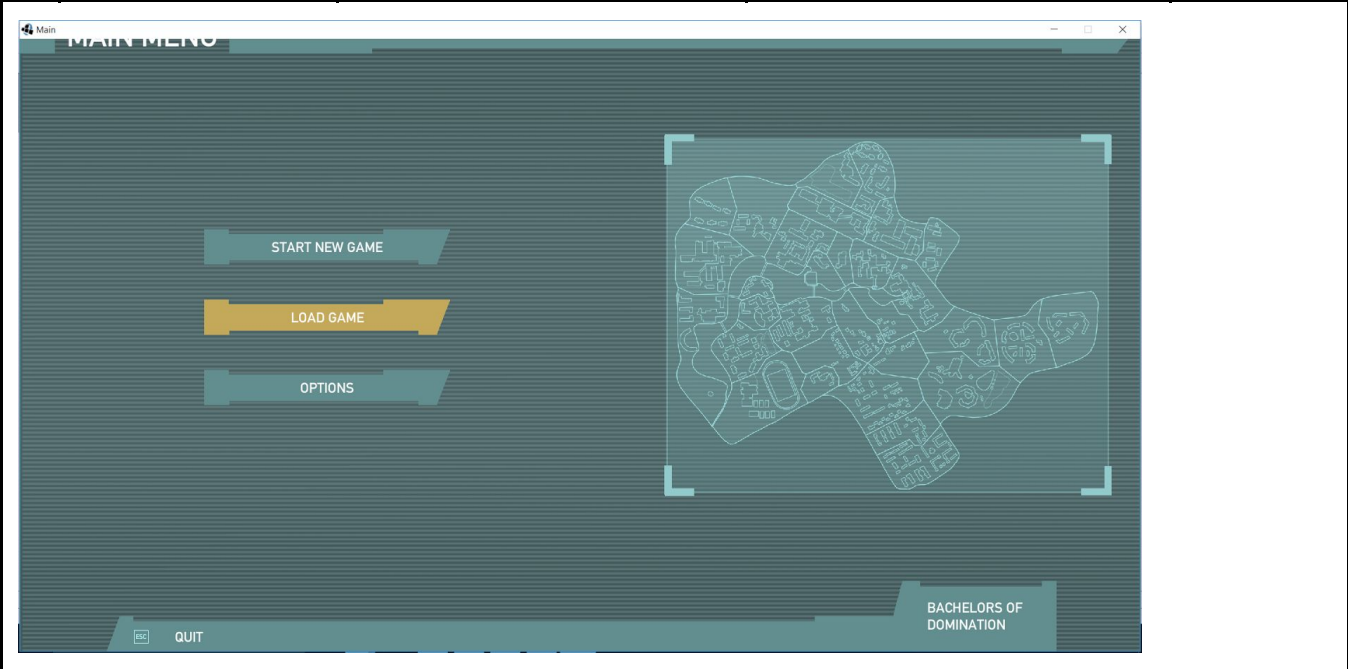 Main
MAIN MENU
START NEW GAME
LOAD GAME
OPTIONS
BACHELORS OF
DOMINATION
ESC QUIT